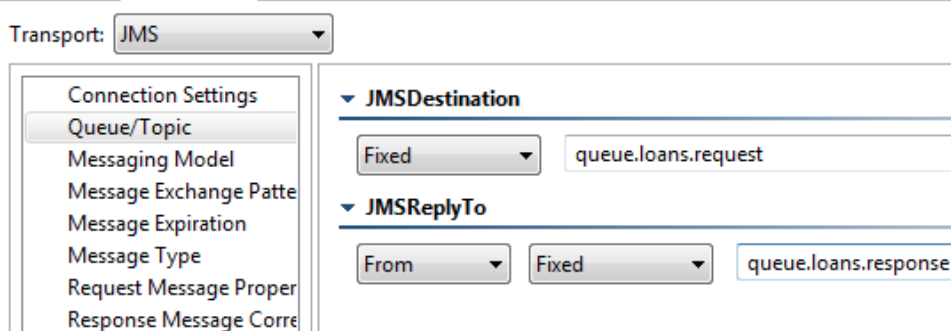 Transport: JMS
Connection Settings
Queue/Topic
Messaging Model
Message Exchange Patte
Message Expiration
Message Type
Request Message Proper
Response Message Corre
JMSDestination
Fixed queue.loans.request
JMSReplyTo
From Fixed queue.loans.response